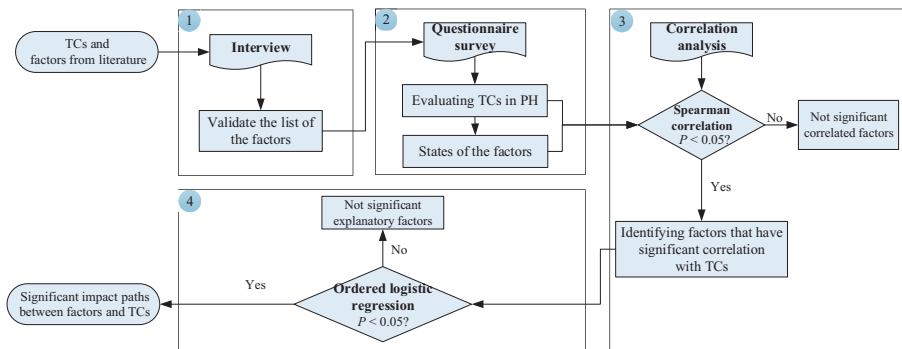 1
TCs and
factors from literature
Interview
Validate the list of
the factors
2
Questionnaire
survey
Evaluating TCs in PH
States of the factors
3
Correlation
analysis
Spearman
correlation
P < 0.05?
No
Not significant
correlated factors
Yes
Identifying factors that have
significant correlation
with TCs
4
Not significant
explanatory factors
No
Ordered logistic
regression
P < 0.05?
Yes
Significant impact paths
between factors and TCs